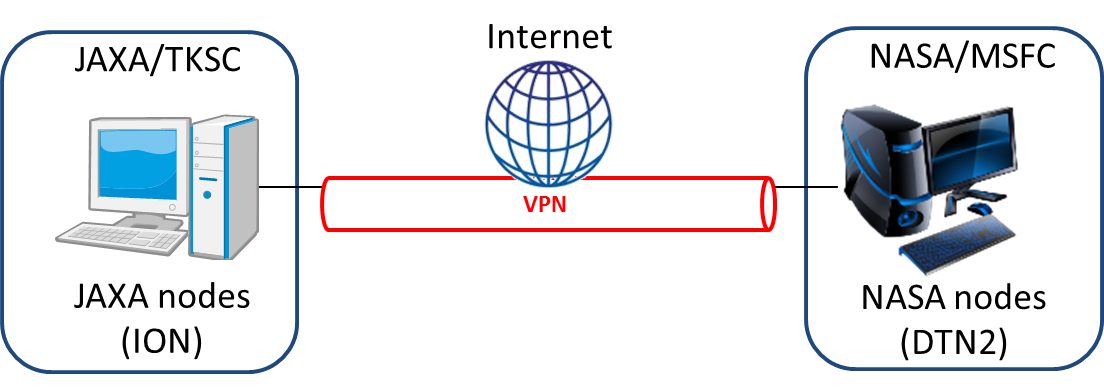 Internet
JAXA/TKSC
NASA/MSFC
VPN
JAXA nodes
(ION)
NASA nodes
(DTN2)